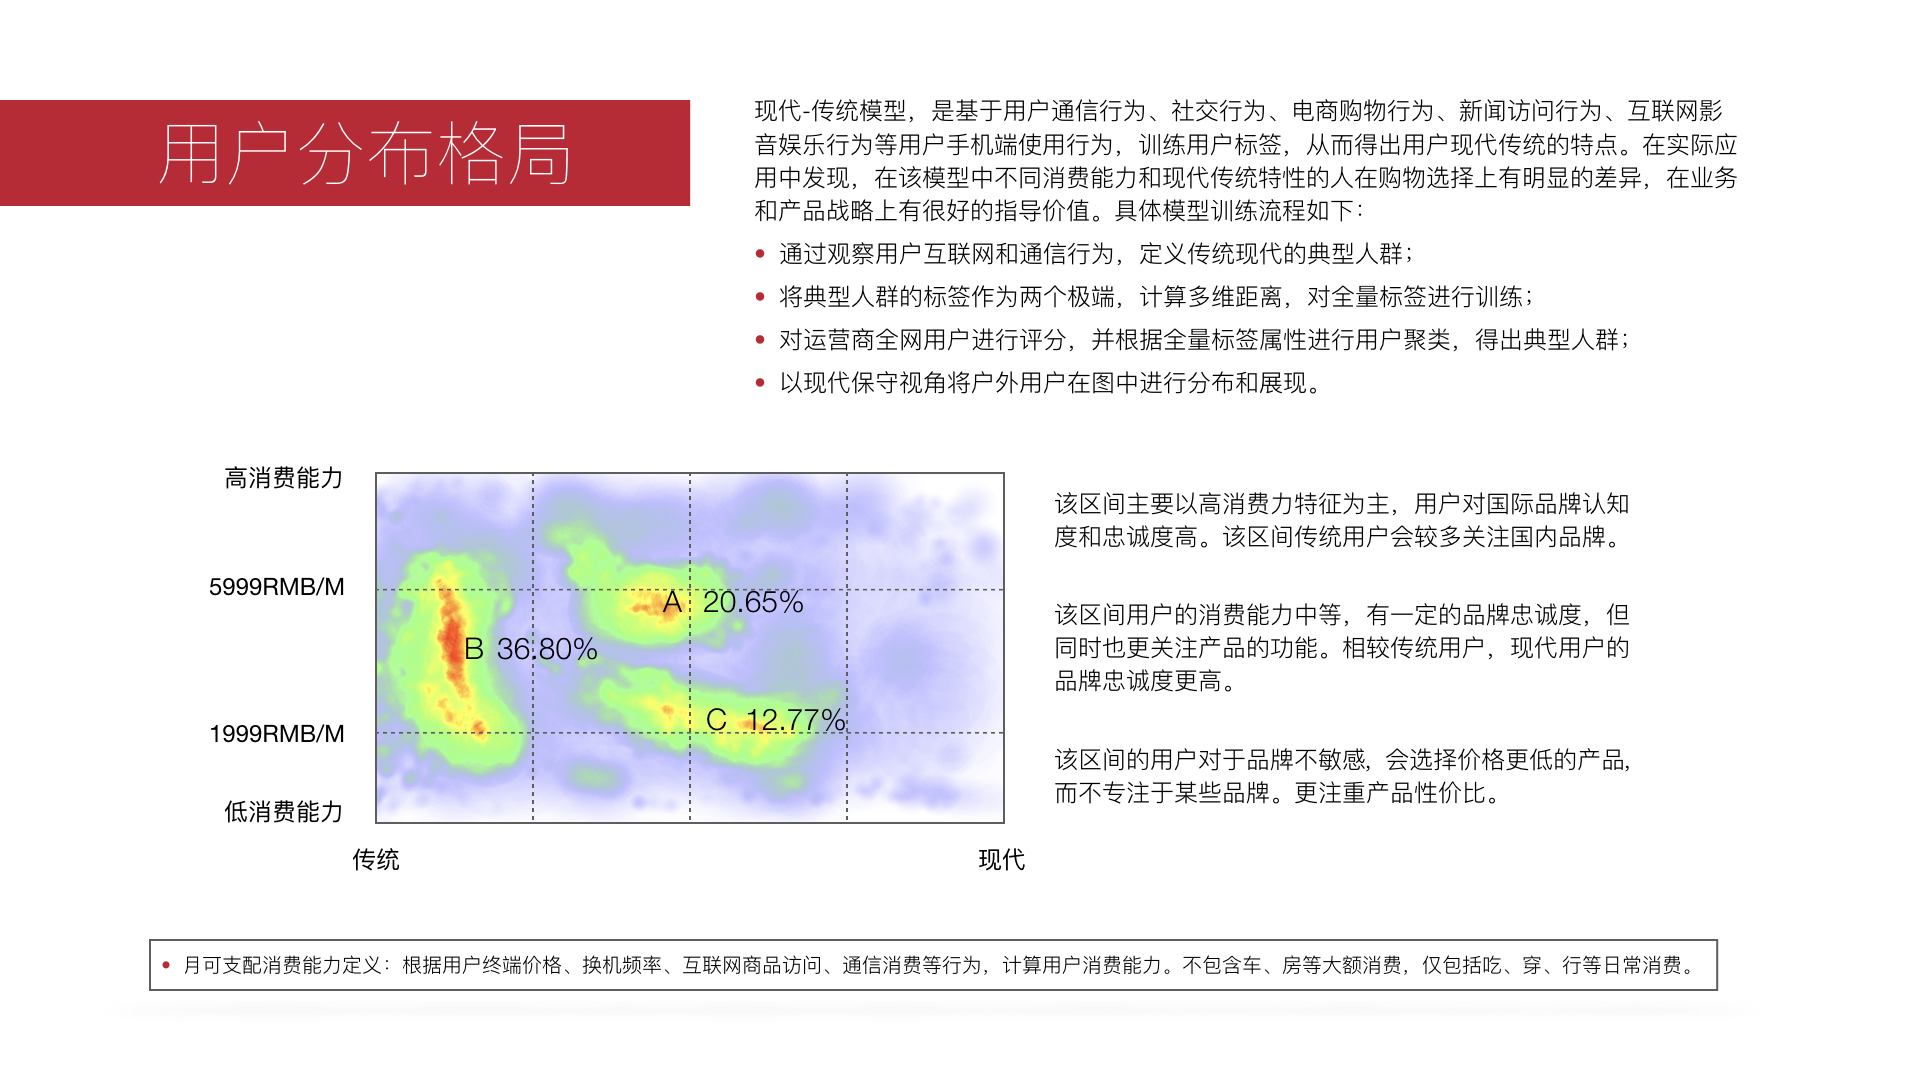 用户分布格局
现代-传统模型，是基于用户通信行为、社交行为、电商购物行为、新闻访问行为、互联网影
音娱乐行为等用户手机端使用行为，训练用户标签，从而得出用户现代传统的特点。在实际应
用中发现，在该模型中不同消费能力和现代传统特性的人在购物选择上有明显的差异，在业务
和产品战略上有很好的指导价值。具体模型训练流程如下：
• 通过观察用户互联网和通信行为，定义传统现代的典型人群；
• 将典型人群的标签作为两个极端，计算多维距离，对全量标签进行训练；
• 对运营商全网用户进行评分，并根据全量标签属性进行用户聚类，得出典型人群；
• 以现代保守视角将户外用户在图中进行分布和展现。
高消费能力
5999RMB/M
1999RMB/M
低消费能力
传统
现代
A 20.65%
B 36.80%
C 12.77%
该区间主要以高消费力特征为主，用户对国际品牌认知
度和忠诚度高。该区间传统用户会较多关注国内品牌。
该区间用户的消费能力中等，有一定的品牌忠诚度，但
同时也更关注产品的功能。相较传统用户，现代用户的
品牌忠诚度更高。
该区间的用户对于品牌不敏感，会选择价格更低的产品，
而不专注于某些品牌。更注重产品性价比。
• 月可支配消费能力定义：根据用户终端价格、换机频率、互联网商品访问、通信消费等行为，计算用户消费能力。不包含车、房等大额消费，仅包括吃、穿、行等日常消费。